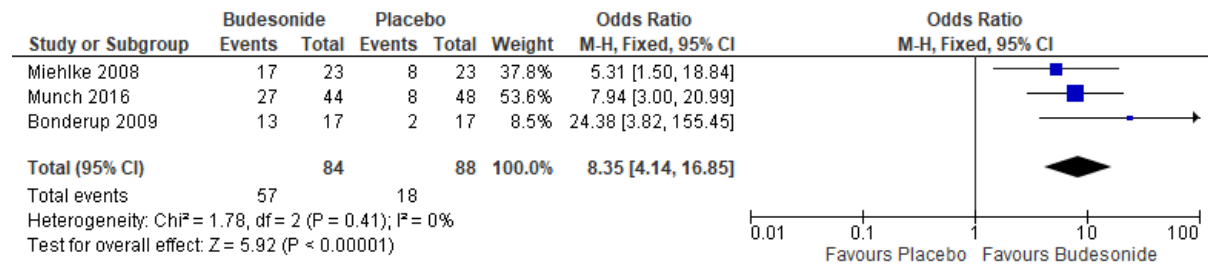 Budesonide Placebo Odds Ratio Odds Ratio
Study or Subgroup Events Total Events Total Weight M-H, Fixed, 95% CI M-H, Fixed, 95% CI
Miehlke 2008 17 23 8 23 37.8% 5.31 [1.50, 18.84]
Munch 2016 27 44 8 48 53.6% 7.94 [3.00, 20.99]
Bonderup 2009 13 17 2 17 8.5% 24.38 [3.82, 155.45]
Total (95% CI) 84 88 100.0% 8.35 [4.14, 16.85]
Total events 57 18
Heterogeneity: Chi² = 1.78, df = 2 (P = 0.41); I² = 0%
Test for overall effect: Z = 5.92 (P < 0.00001)
0.01 0.1 1 10 100
Favours Placebo Favours Budesonide